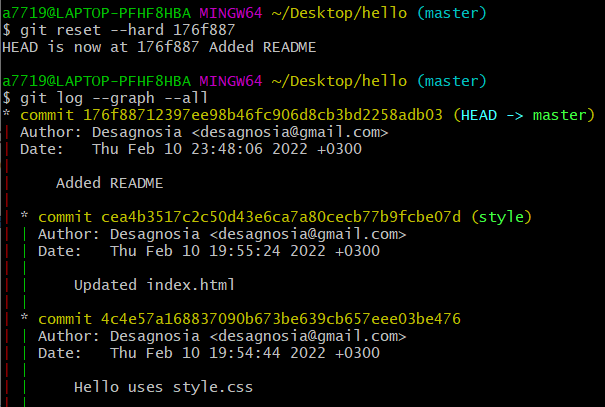 a7719@LAPTOP-PFHF8HBA MINGW64 ~/Desktop/hello (master)
$ git reset --hard 176f887
HEAD is now at 176f887 Added README
a7719@LAPTOP-PFHF8HBA MINGW64 ~/Desktop/hello (master)
$ git log --graph --all
* commit 176f88712397ee98b46fc906d8cb3bd2258adb03 (HEAD -> master)
| Author: Desagnosia <desagnosia@gmail.com>
| Date:   Thu Feb 10 23:48:06 2022 +0300
|
|     Added README
|
| * commit cea4b3517c2c50d43e6ca7a80cecb77b9fcbe07d (style)
| | Author: Desagnosia <desagnosia@gmail.com>
| | Date:   Thu Feb 10 19:55:24 2022 +0300
| |
| |     Updated index.html
| |
| * commit 4c4e57a168837090b673be639cb657eee03be476
| | Author: Desagnosia <desagnosia@gmail.com>
| | Date:   Thu Feb 10 19:54:44 2022 +0300
| |
| |     Hello uses style.css
| |